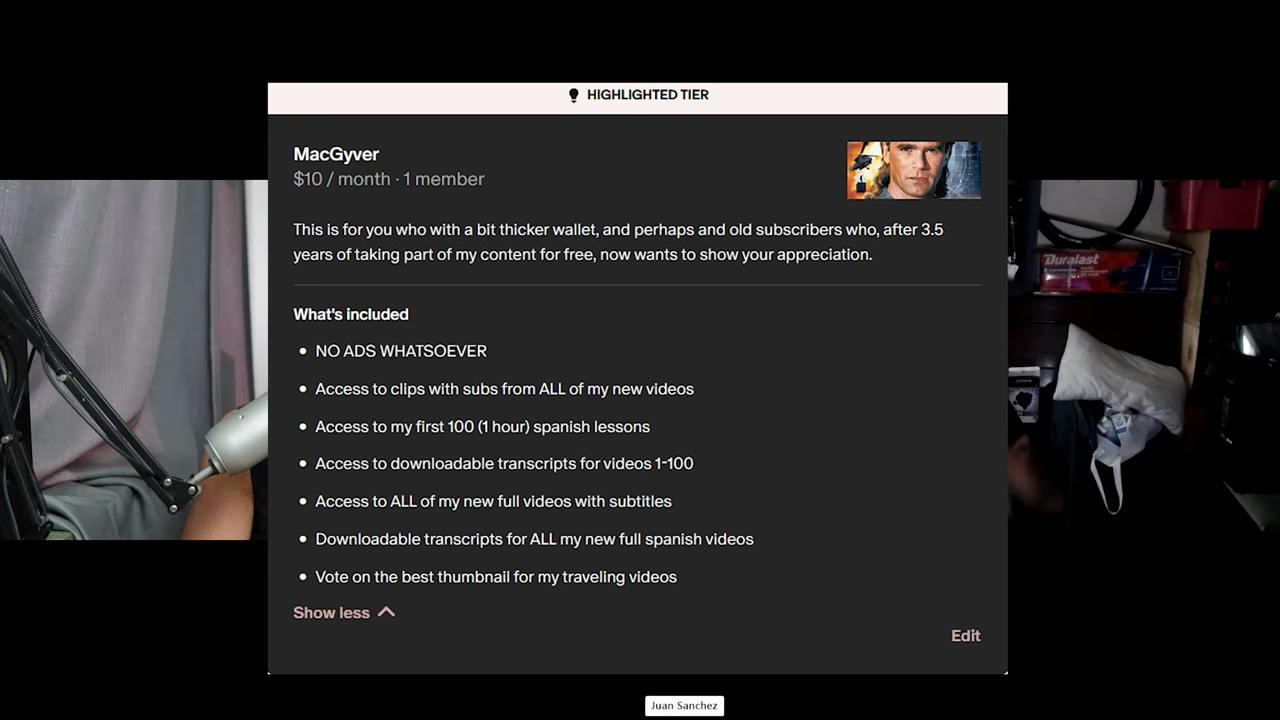 HIGHLIGHTED TIER
MacGyver
$10 / month · 1 member
This is for you who with a bit thicker wallet, and perhaps and old subscribers who, after 3.5
years of taking part of my content for free, now wants to show your appreciation.
What's included
NO ADS WHATSOEVER
Access to clips with subs from ALL of my new videos
Access to my first 100 (1 hour) spanish lessons
Access to downloadable transcripts for videos 1-100
Access to ALL of my new full videos with subtitles
Downloadable transcripts for ALL my new full spanish videos
Vote on the best thumbnail for my traveling videos
Show less
Edit
Duralast
Juan Sanchez